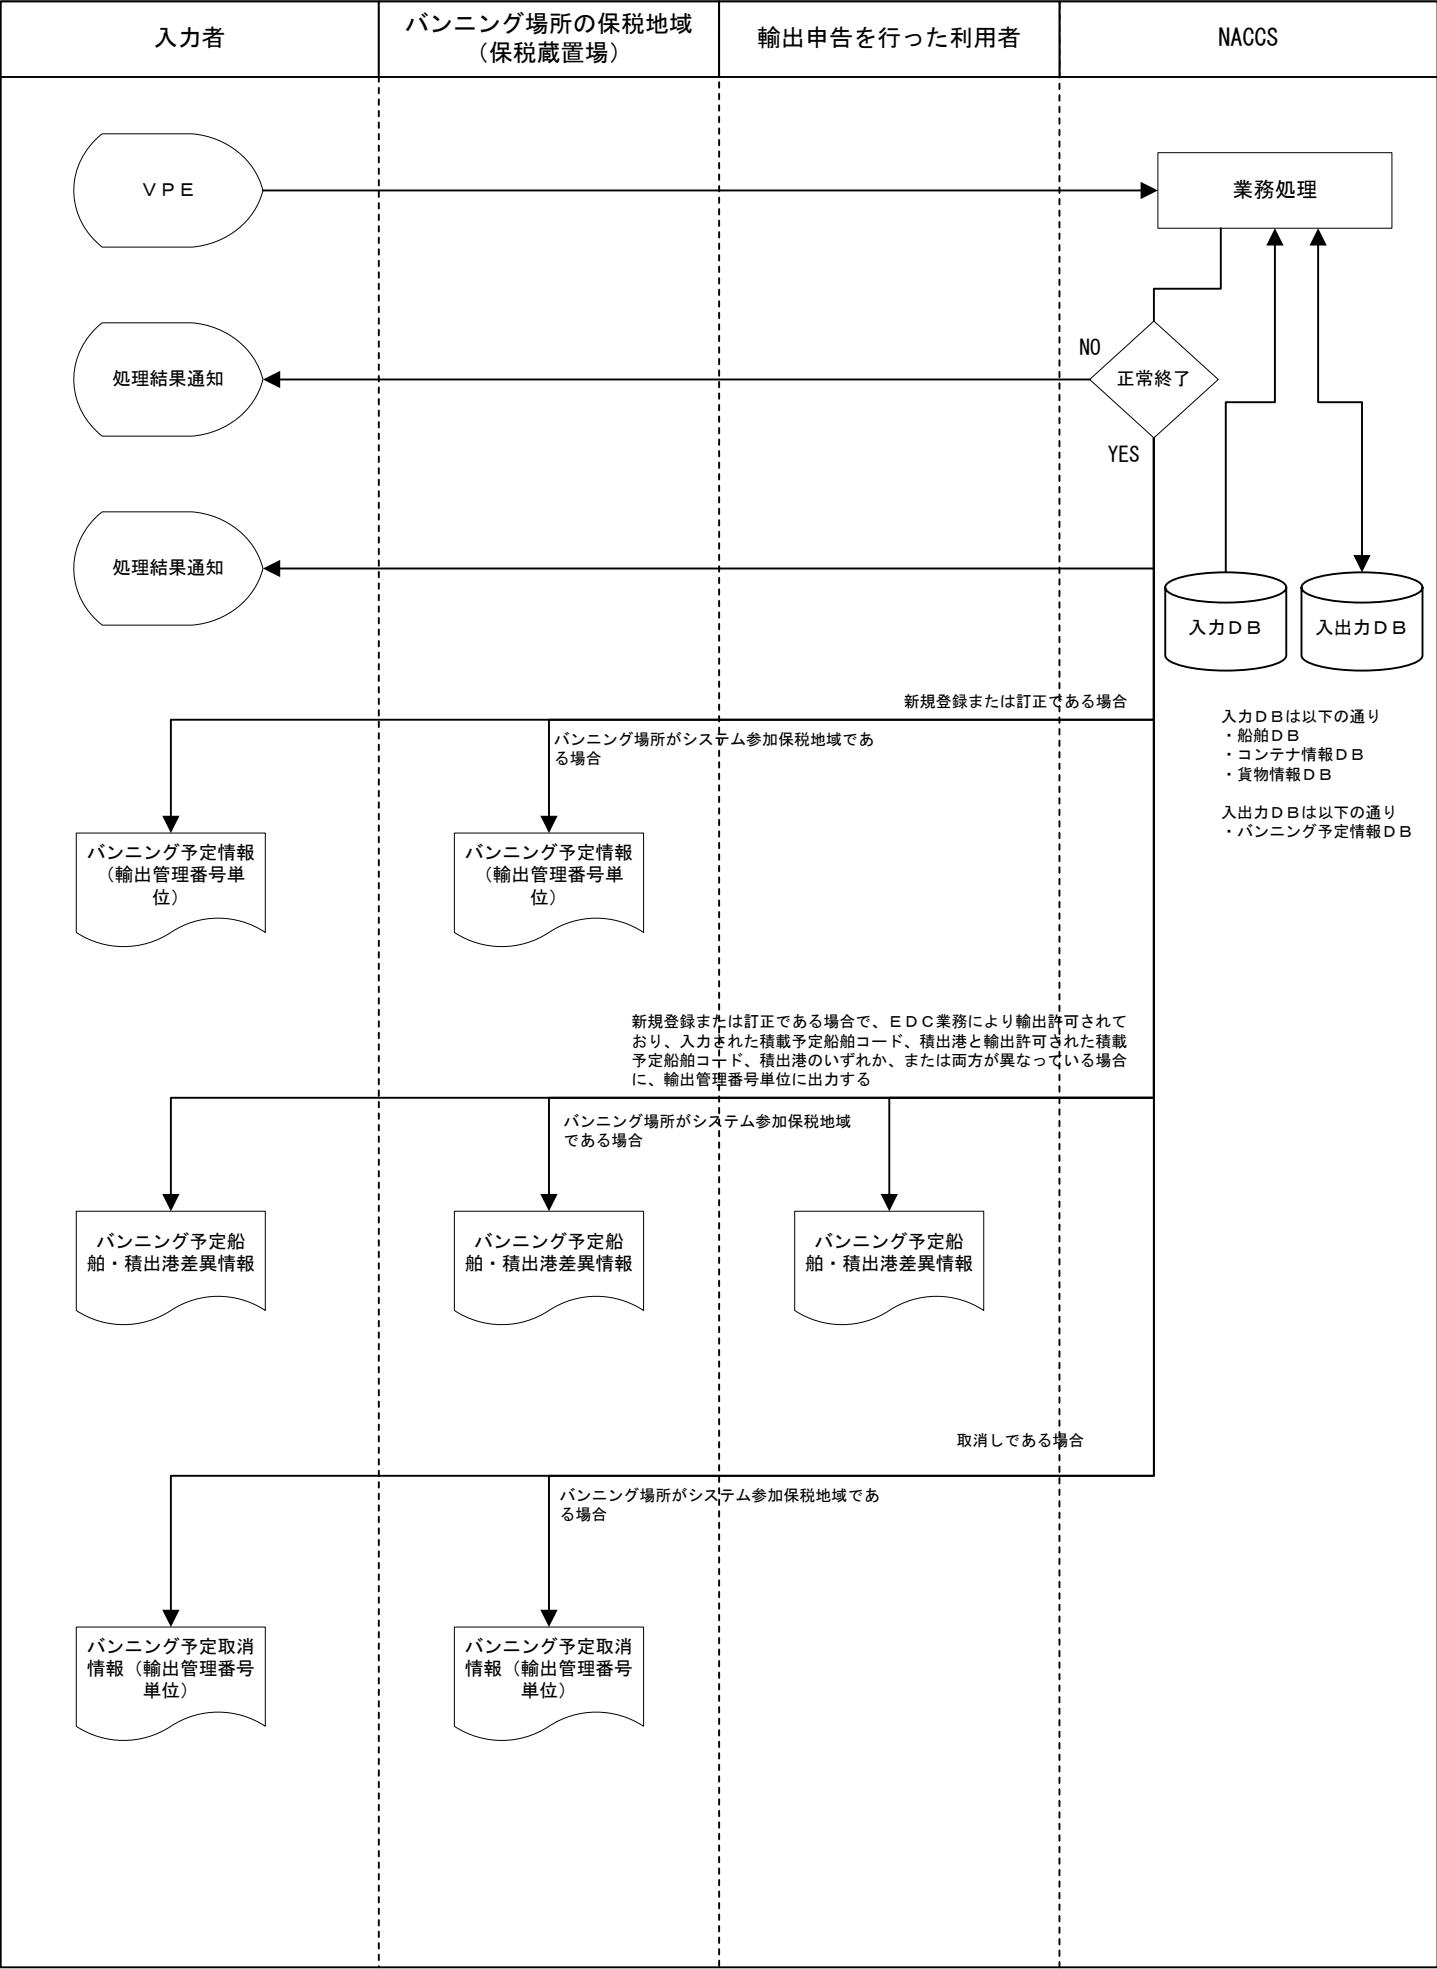 入力者
バンニング場所の保税地域
（保税蔵置場）
輸出申告を行った利用者
NACCS
ＶＰＥ
業務処理
NO
処理結果通知
正常終了
YES
処理結果通知
入力ＤＢ
入出力ＤＢ
新規登録または訂正である場合
バンニング場所がシステム参加保税地域であ
る場合
入力ＤＢは以下の通り
・船舶ＤＢ
・コンテナ情報ＤＢ
・貨物情報ＤＢ
入出力ＤＢは以下の通り
・バンニング予定情報ＤＢ
バンニング予定情報
（輸出管理番号単
位）
バンニング予定情報
（輸出管理番号単
位）
新規登録または訂正である場合で、ＥＤＣ業務により輸出許可されて
おり、入力された積載予定船舶コード、積出港と輸出許可された積載
予定船舶コード、積出港のいずれか、または両方が異なっている場合
に、輸出管理番号単位に出力する
バンニング場所がシステム参加保税地域
である場合
バンニング予定船
舶・積出港差異情報
バンニング予定船
舶・積出港差異情報
バンニング予定船
舶・積出港差異情報
取消しである場合
バンニング場所がシステム参加保税地域であ
る場合
バンニング予定取消
情報（輸出管理番号
単位）
バンニング予定取消
情報（輸出管理番号
単位）